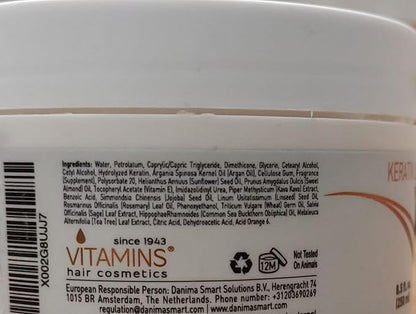 Ingredients: Water, Petrolatum, Caprylic/Capric Triglyceride, Dimethicone, Glycerin, Cetearyl Alcohol,
Cetyl Alcohol, Hydrolyzed Keratin, Argania Spinosa Kernel Oil (Argan Oil), Cellulose Gum, Fragrance
(Supplement), Polysorbate 20, Helianthus Annuus (Sunflower) Seed Oil, Prunus Amygdalus Dulcis (Sweet
Almond) Oil, Tocopheryl Acetate (Vitamin E), Imidazolidinyl Urea, Piper Methysticum (Kava Kava) Extract,
Benzoic Acid, Simmondsia Chinensis (Jojoba) Seed Oil, Linum Usitatissimum (Linseed) Seed Oil,
Rosmarinus Officinalis (Rosemary) Leaf Oil, Phenoxyethanol, Triticum Vulgare (Wheat) Germ Oil, Salvia
Officinalis (Sage) Leaf Extract, HippophaeRhamnoides (Common Sea Buckthorn Obliphica) Oil, Melaleuca
Alternifolia (Tea Tree) Leaf Extract, Citric Acid, Dehydroacetic Acid, Orange 6.
KERATIN
since 1943
VITAMINS®
hair cosmetics
12M
Not Tested
On Animals
European Responsible Person: Danima Smart Solutions B.V., Herengracht 74
1015 BR Amsterdam, The Netherlands. Phone number: +31203690269
regulation@danimasmart.com
danimasmart.com
X002G8UJJ7
8.5 fl.